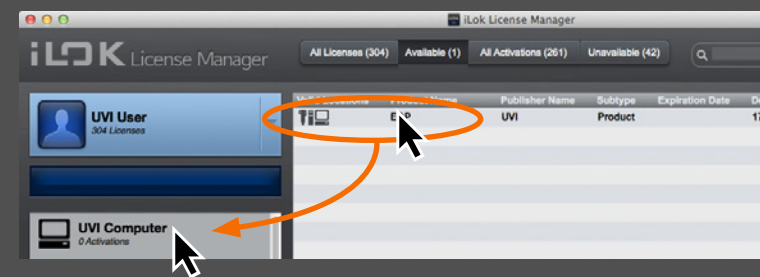 iLok License Manager
iLOK License Manager
All Licenses (304) Available (1) All Activations (261) Unavailable (42)
Publisher Name Subtype Expiration Date
UVI User
304 Licenses
UVI Product 17
UVI Computer
0 Activations